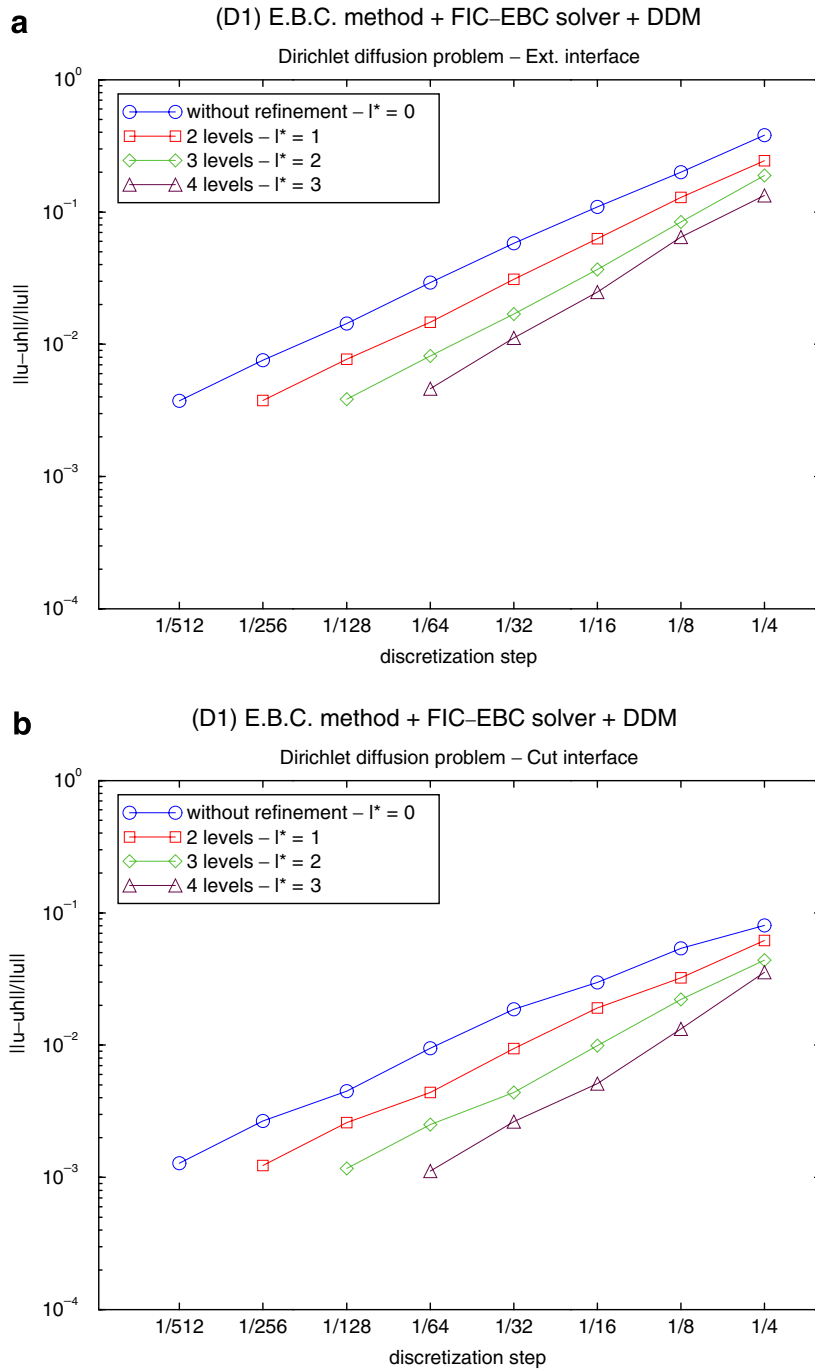 a
(D1) E.B.C. method + FIC–EBC solver + DDM
Dirichlet diffusion problem – Ext. interface
10^0
10^−1
10^−2
10^−3
10^−4
||u–uh||/||u||
without refinement – l* = 0
2 levels – l* = 1
3 levels – l* = 2
4 levels – l* = 3
1/512 1/256 1/128 1/64 1/32 1/16 1/8 1/4
discretization step
b
(D1) E.B.C. method + FIC–EBC solver + DDM
Dirichlet diffusion problem – Cut interface
10^0
10^−1
10^−2
10^−3
10^−4
||u–uh||/||u||
without refinement – l* = 0
2 levels – l* = 1
3 levels – l* = 2
4 levels – l* = 3
1/512 1/256 1/128 1/64 1/32 1/16 1/8 1/4
discretization step